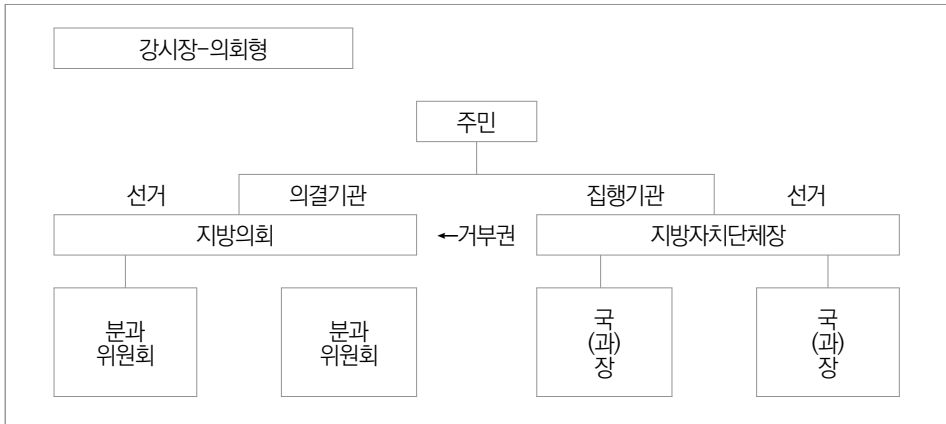 강시장-의회형
주민
선거 의결기관 집행기관 선거
지방의회 ←거부권 지방자치단체장
분과
위원회
분과
위원회
국
(과)
장
국
(과)
장